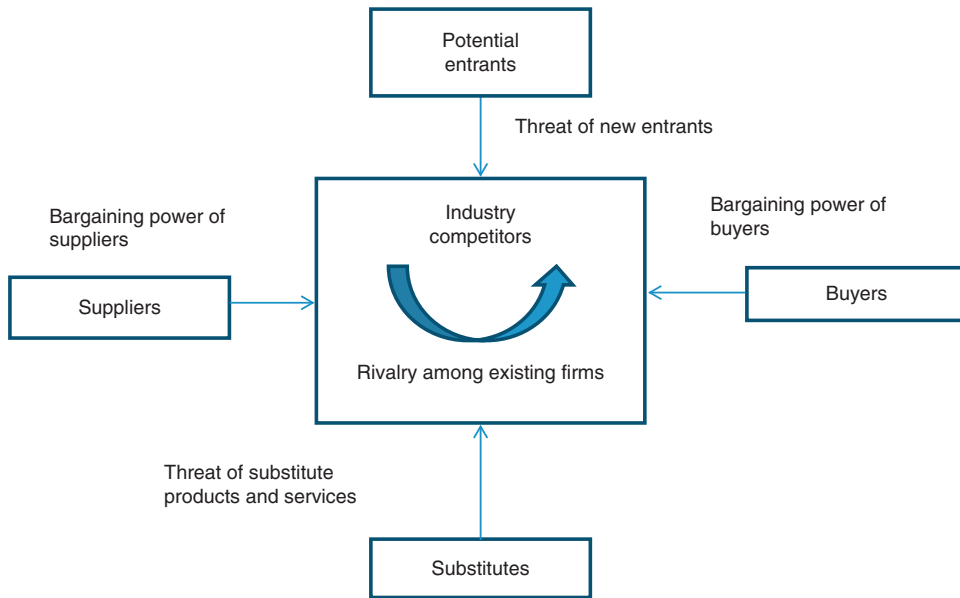 Potential
entrants
Threat of new entrants
Bargaining power of
suppliers
Industry
competitors
Bargaining power of
buyers
Suppliers
Buyers
Rivalry among existing firms
Threat of substitute
products and services
Substitutes